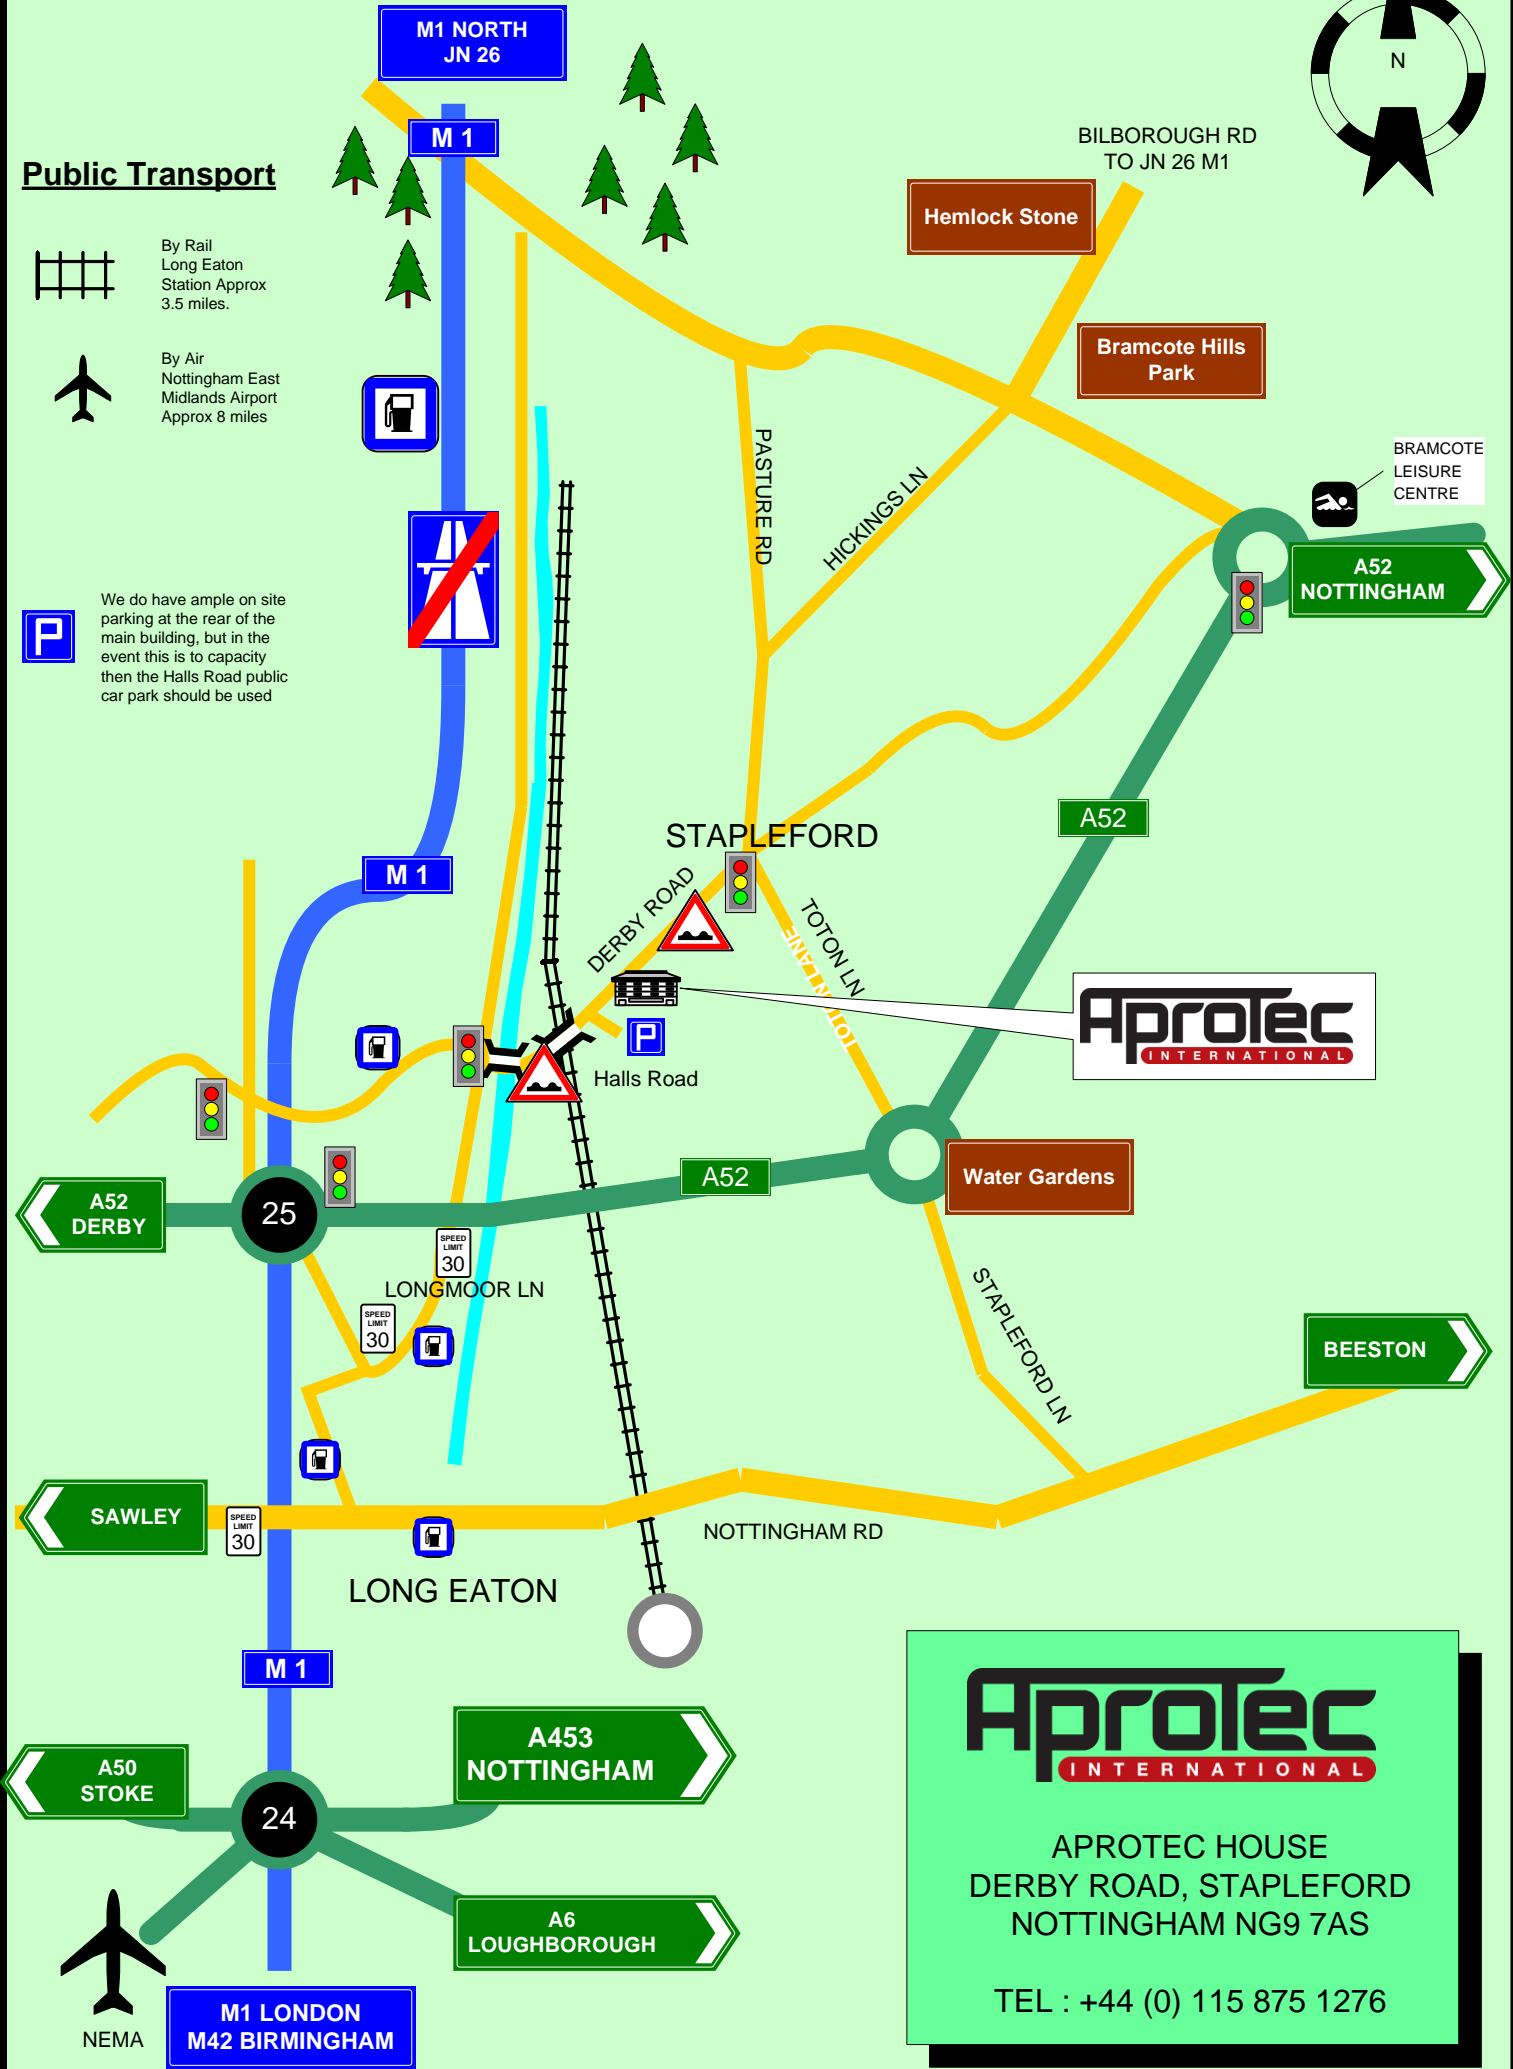 M1 NORTH
JN 26
M 1
N
BILBOROUGH RD
TO JN 26 M1
Public Transport
Hemlock Stone
By Rail
Long Eaton
Station Approx
3.5 miles.
Bramcote Hills
Park
By Air
Nottingham East
Midlands Airport
Approx 8 miles
PASTURE RD
HICKINGS LN
BRAMCOTE
LEISURE
CENTRE
A52
NOTTINGHAM
We do have ample on site
parking at the rear of the
main building, but in the
event this is to capacity
then the Halls Road public
car park should be used
P
A52
STAPLEFORD
M 1
DERBY ROAD
TOTON LN
TOTON LANE
AproTec
INTERNATIONAL
P
Halls Road
A52
Water Gardens
A52
DERBY
25
SPEED
LIMIT
30
LONGMOOR LN
SPEED
LIMIT
30
STAPLEFORD LN
BEESTON
SAWLEY
SPEED
LIMIT
30
NOTTINGHAM RD
LONG EATON
M 1
A453
NOTTINGHAM
A50
STOKE
24
A6
LOUGHBOROUGH
NEMA
M1 LONDON
M42 BIRMINGHAM
AproTec
INTERNATIONAL
APROTEC HOUSE
DERBY ROAD, STAPLEFORD
NOTTINGHAM NG9 7AS
TEL : +44 (0) 115 875 1276